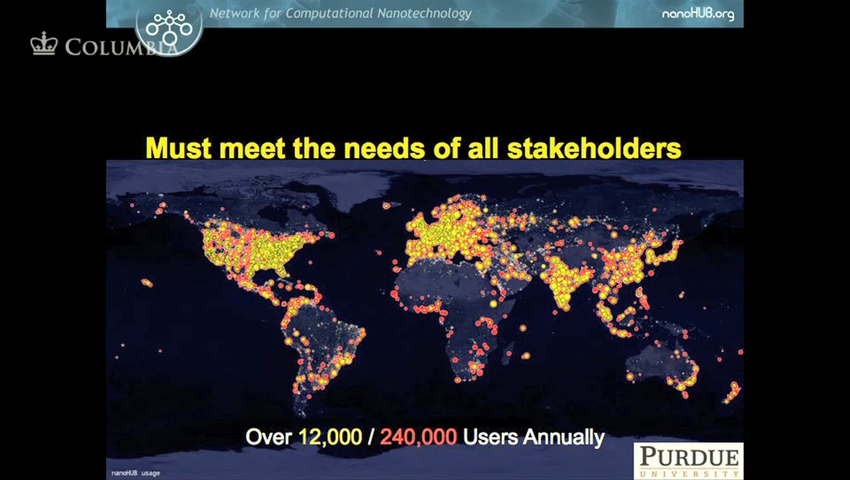 Network for Computational Nanotechnology
nanoHUB.org
COLUMBIA
Must meet the needs of all stakeholders
Over 12,000 / 240,000 Users Annually
nanoHUB usage
PURDUE
UNIVERSITY